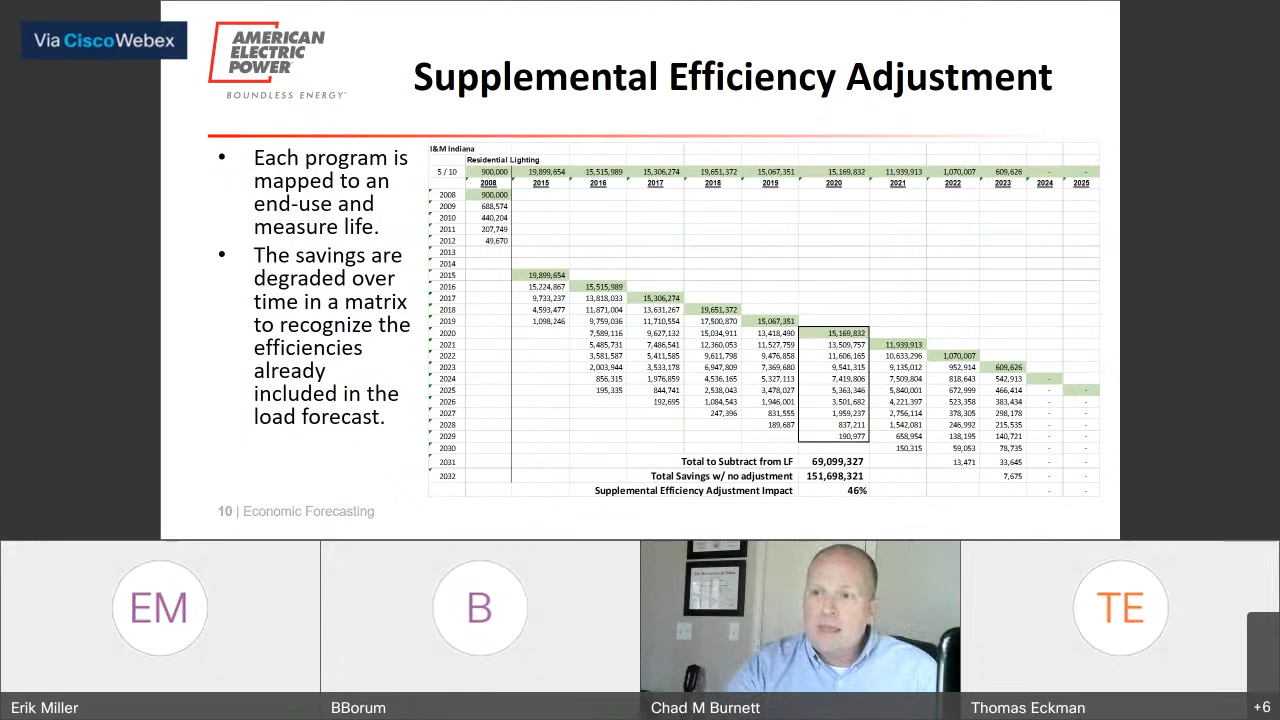 Via Cisco Webex
AMERICAN
ELECTRIC
POWER
BOUNDLESS ENERGY
Supplemental Efficiency Adjustment
• Each program is
mapped to an
end-use and
measure life.
• The savings are
degraded over
time in a matrix
to recognize the
efficiencies
already
included in the
load forecast.
I&M Indiana
Residential Lighting
5 / 10 900,000 19,899,654 15,515,989 15,306,274 19,651,372 15,067,351 15,169,832 11,939,913 1,070,007 609,626 - -
2008 2015 2016 2017 2018 2019 2020 2021 2022 2023 2024 2025
2008 900,000
2009 688,574
2010 440,204
2011 207,749
2012 49,670
2013
2014
2015 19,899,654
2016 15,224,867 15,515,989
2017 9,733,237 13,818,033 15,306,274
2018 4,593,477 11,871,004 13,631,267 19,651,372
2019 1,098,246 9,759,036 11,710,554 17,500,870 15,067,351
2020 7,589,116 9,627,132 15,034,911 13,418,490 15,169,832
2021 5,485,731 7,486,541 12,360,053 11,527,759 13,509,757 11,939,913
2022 3,581,587 5,411,585 9,611,798 9,476,858 11,606,165 10,633,296 1,070,007
2023 2,003,944 3,533,178 6,947,809 7,369,680 9,541,315 9,135,012 952,914 609,626
2024 856,315 1,976,859 4,536,165 5,327,113 7,419,806 7,509,804 818,643 542,913 -
2025 195,335 844,741 2,538,043 3,478,027 5,363,346 5,840,001 672,999 466,414 - -
2026 192,695 1,084,543 1,946,001 3,501,682 4,221,397 523,358 383,434 - -
2027 247,396 831,555 1,959,237 2,756,114 378,305 298,178 - -
2028 189,687 837,211 1,542,081 246,992 215,535 - -
2029 190,977 658,954 138,195 140,721 - -
2030 150,315 59,053 78,735 - -
2031 Total to Subtract from LF 69,099,327 13,471 33,645 - -
2032 Total Savings w/ no adjustment 151,698,321 7,675 - -
Supplemental Efficiency Adjustment Impact 46% - -
10 | Economic Forecasting
EM
B
TE
Erik Miller
BBorum
Chad M Burnett
Thomas Eckman
+6